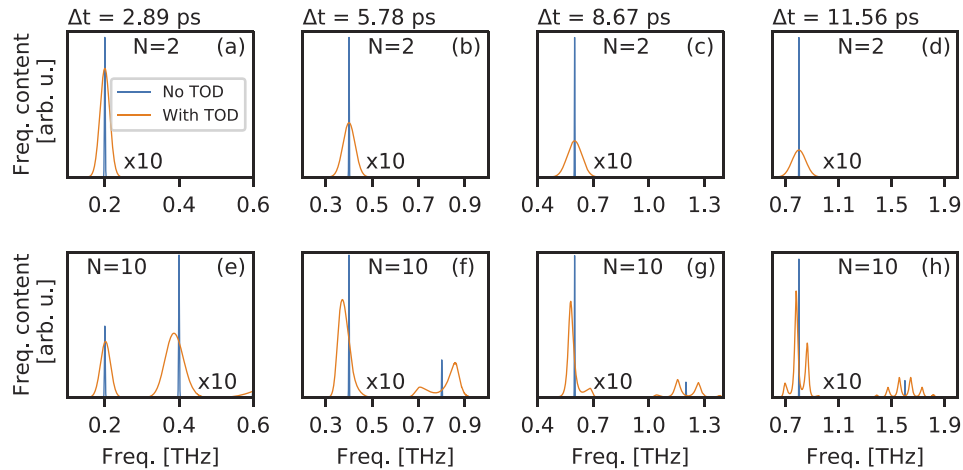 Δt = 2.89 ps Δt = 5.78 ps Δt = 8.67 ps Δt = 11.56 ps
Freq. content
[arb. u.]
N=2 (a)
No TOD
With TOD
x10
0.2 0.4 0.6
N=2 (b)
x10
0.3 0.5 0.7 0.9
N=2 (c)
x10
0.4 0.7 1.0 1.3
N=2 (d)
x10
0.7 1.1 1.5 1.9
Freq. content
[arb. u.]
N=10 (e)
x10
0.2 0.4 0.6
Freq. [THz]
N=10 (f)
x10
0.3 0.5 0.7 0.9
Freq. [THz]
N=10 (g)
x10
0.4 0.7 1.0 1.3
Freq. [THz]
N=10 (h)
x10
0.7 1.1 1.5 1.9
Freq. [THz]